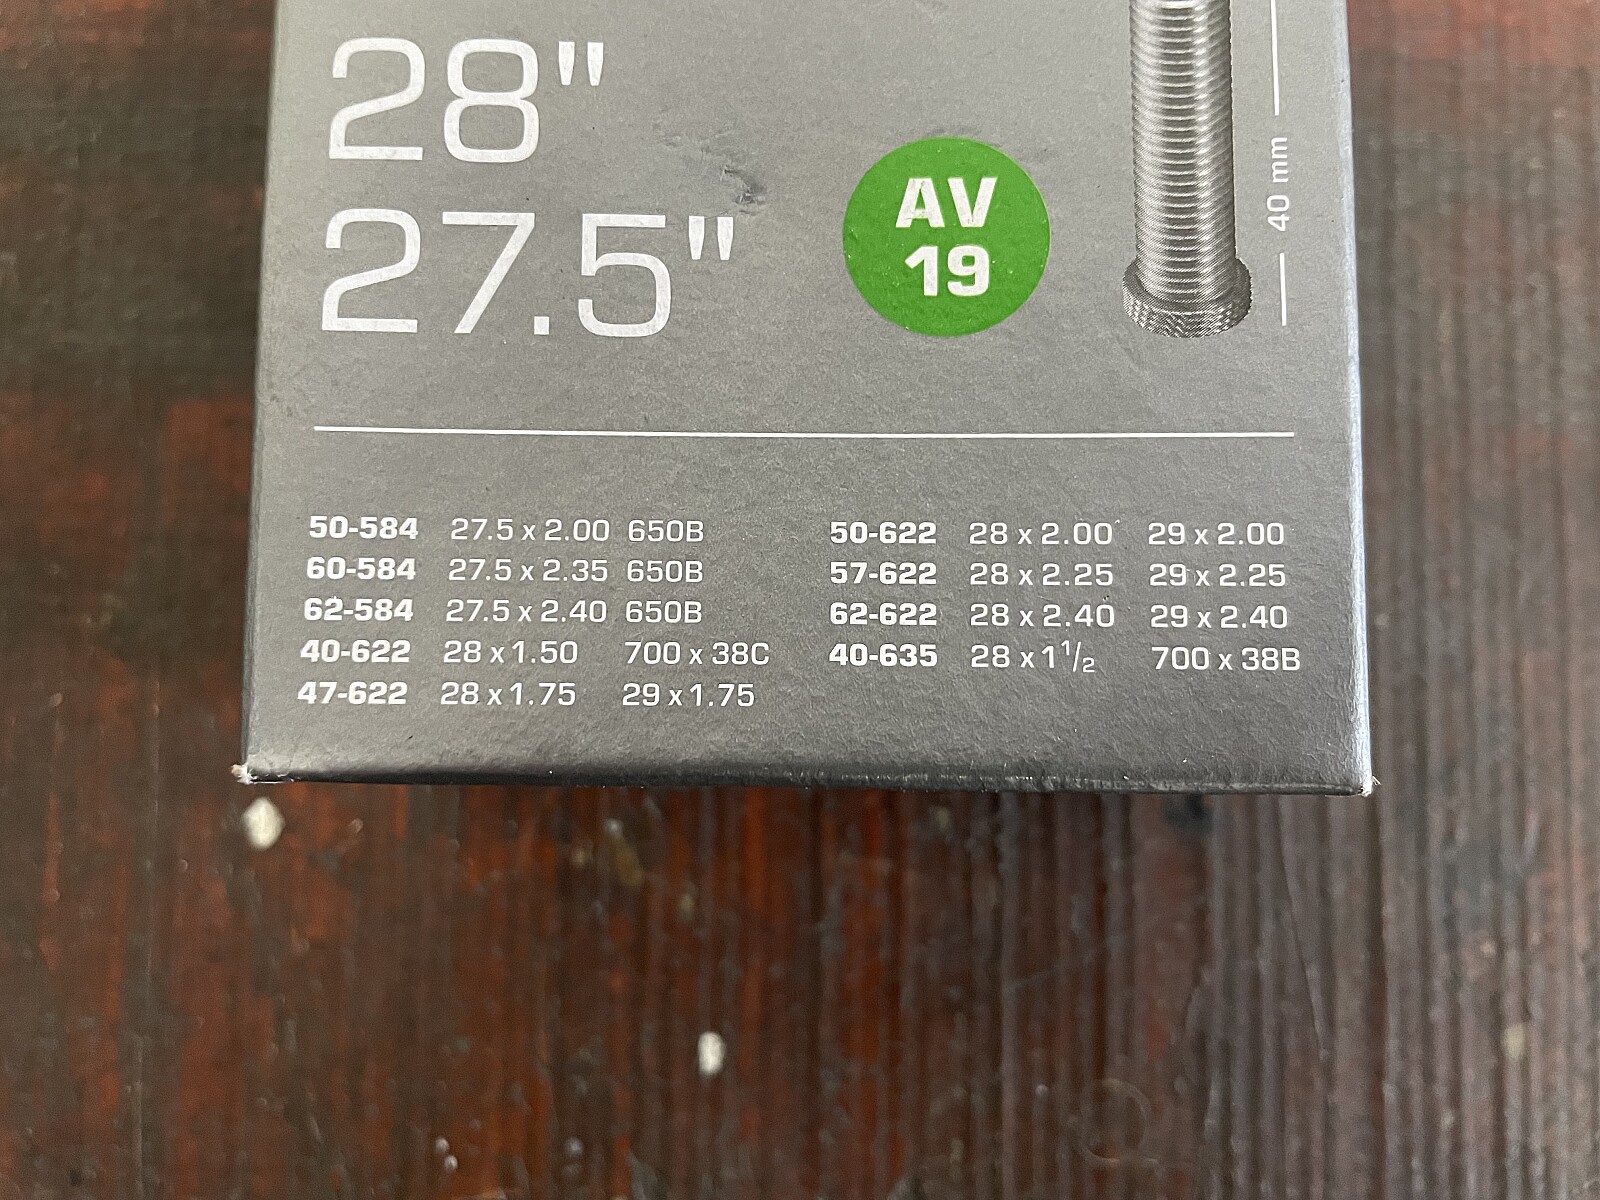 28"
27.5"
AV
19
40 mm
50-584 27.5 x 2.00 650B
60-584 27.5 x 2.35 650B
62-584 27.5 x 2.40 650B
40-622 28 x 1.50 700 x 38C
47-622 28 x 1.75 29 x 1.75
50-622 28 x 2.00 29 x 2.00
57-622 28 x 2.25 29 x 2.25
62-622 28 x 2.40 29 x 2.40
40-635 28 x 1 1/2 700 x 38B